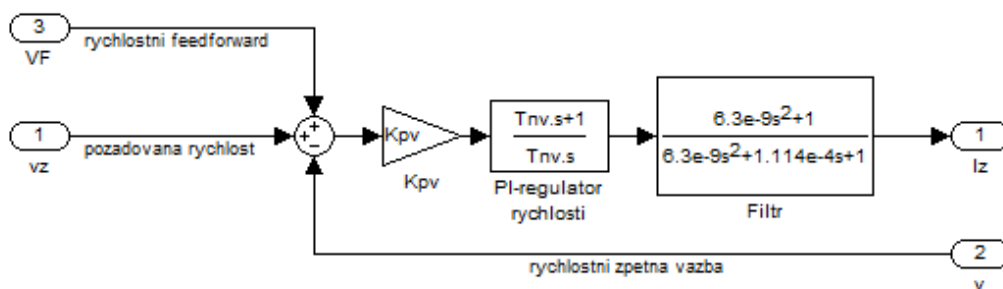 3
VF
rychlostni feedforward
1
vz
pozadovana rychlost
+
+
−
Kpv
Kpv
Tnv.s+1
Tnv.s
PI-regulator
rychlosti
6.3e-9s²+1
6.3e-9s²+1.114e-4s+1
Filtr
1
Iz
rychlostni zpetna vazba
2
v